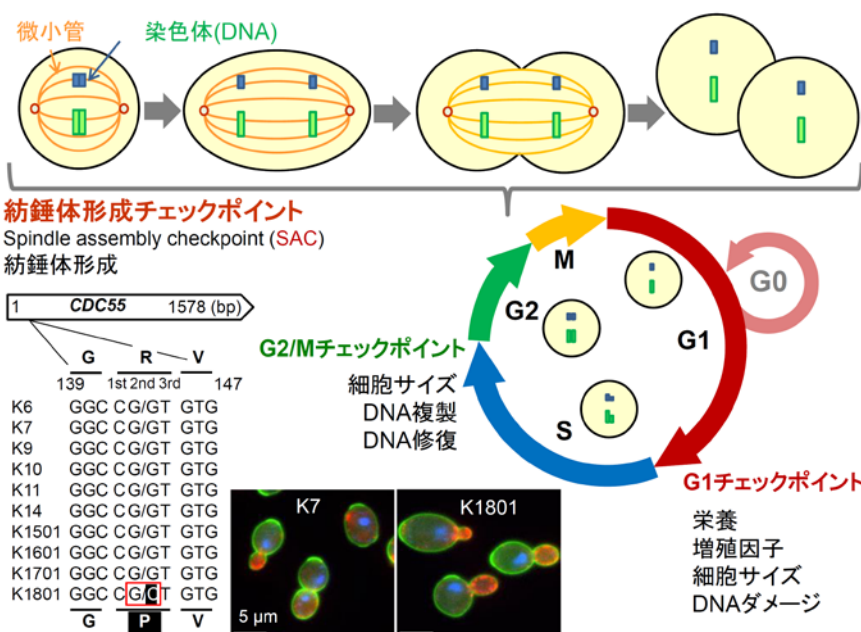 微小管
染色体(DNA)
紡錘体形成チェックポイント
Spindle assembly checkpoint (SAC)
紡錘体形成
1 CDC55 1578 (bp)
G R V
139 1st 2nd 3rd 147
K6 GGC CG/GT GTG
K7 GGC CG/GT GTG
K9 GGC CG/GT GTG
K10 GGC CG/GT GTG
K11 GGC CG/GT GTG
K14 GGC CG/GT GTG
K1501 GGC CG/GT GTG
K1601 GGC CG/GT GTG
K1701 GGC CG/GT GTG
K1801 GGC CG/CT GTG
G P V
K7
5 µm
K1801
M
G2
G1
S
G0
G2/Mチェックポイント
細胞サイズ
DNA複製
DNA修復
G1チェックポイント
栄養
増殖因子
細胞サイズ
DNAダメージ